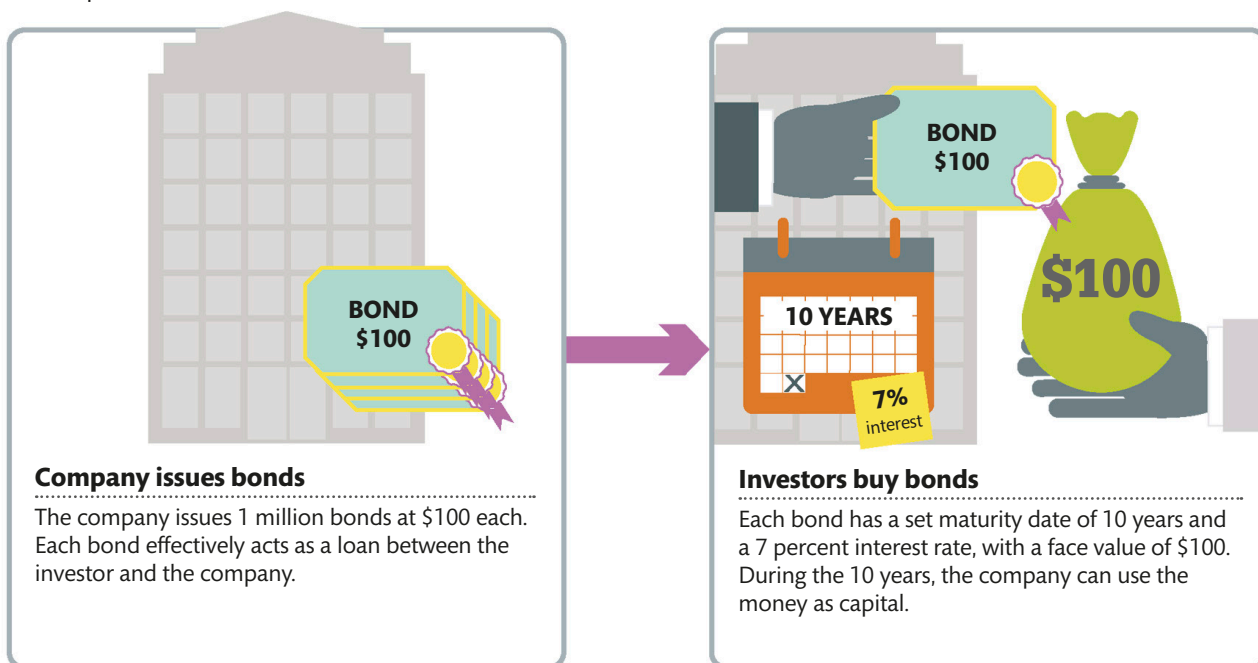 BOND
$100
Company issues bonds
The company issues 1 million bonds at $100 each.
Each bond effectively acts as a loan between the
investor and the company.
BOND
$100
$100
10 YEARS
X
7%
interest
Investors buy bonds
Each bond has a set maturity date of 10 years and
a 7 percent interest rate, with a face value of $100.
During the 10 years, the company can use the
money as capital.